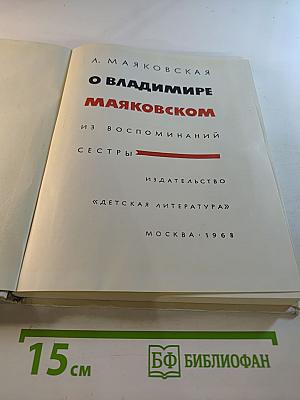 Л. МАЯКОВСКАЯ
О ВЛАДИМИРЕ
МАЯКОВСКОМ
ИЗ ВОСПОМИНАНИЙ
СЕСТРЫ
ИЗДАТЕЛЬСТВО
«ДЕТСКАЯ ЛИТЕРАТУРА»
МОСКВА · 1968
15 см
БФ БИБЛИОФАН